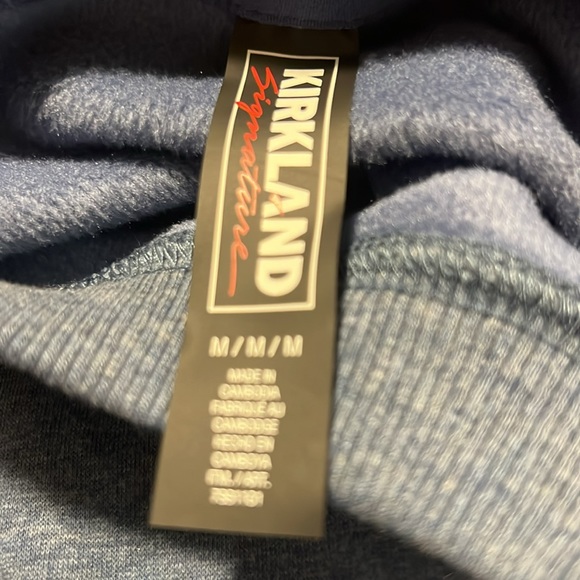 KIRKLAND
Signature
M / M / M
MADE IN
CAMBODIA
FABRIQUÉ AU
CAMBODGE
HECHO EN
CAMBOYA
ITM. / ART.